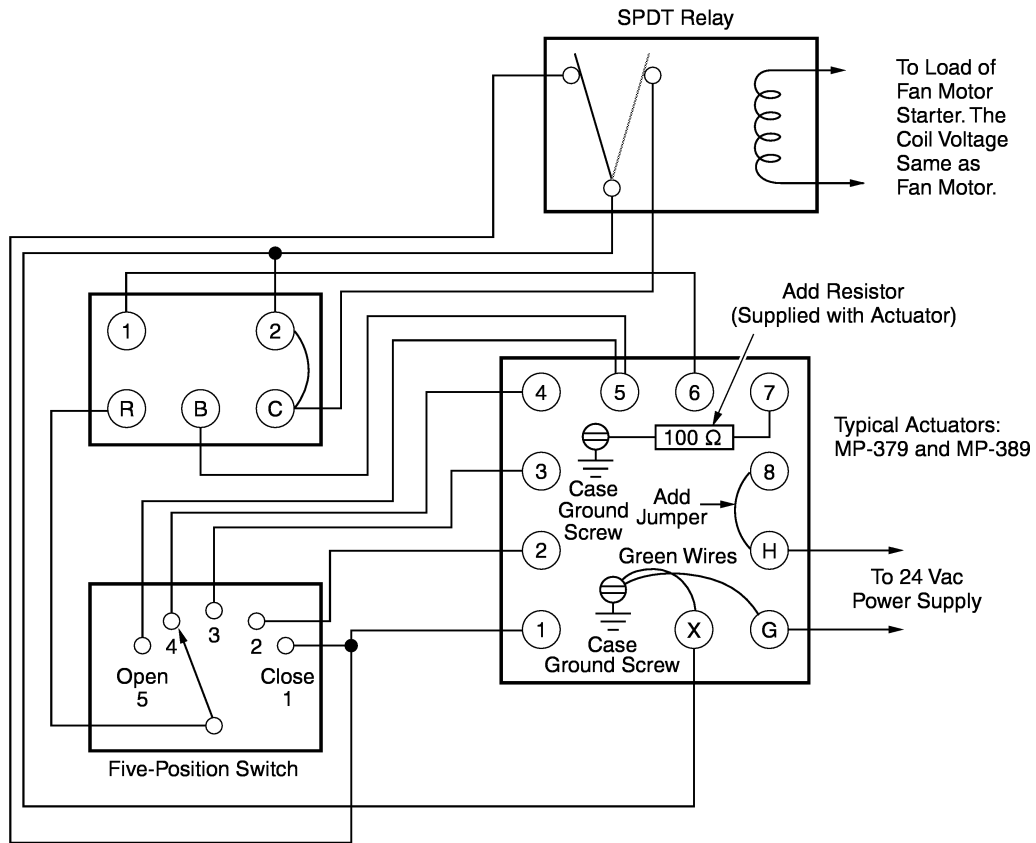 SPDT Relay
To Load of
Fan Motor
Starter. The
Coil Voltage
Same as
Fan Motor.
1
2
R
B
C
Add Resistor
(Supplied with Actuator)
4
5
6
7
100 Ω
Typical Actuators:
MP-379 and MP-389
3
Case
Ground
Screw
8
Add
Jumper
2
Green Wires
H
To 24 Vac
Power Supply
1
X
G
Case
Ground Screw
4
3
2
Open
5
Close
1
Five-Position Switch